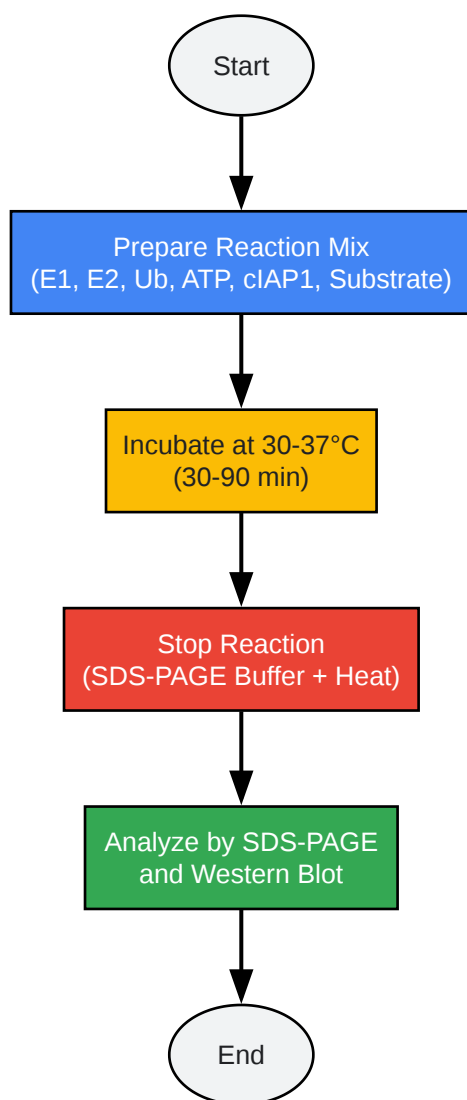 Start
Prepare Reaction Mix
(E1, E2, Ub, ATP, cIAP1, Substrate)
Incubate at 30-37°C
(30-90 min)
Stop Reaction
(SDS-PAGE Buffer + Heat)
Analyze by SDS-PAGE
and Western Blot
End